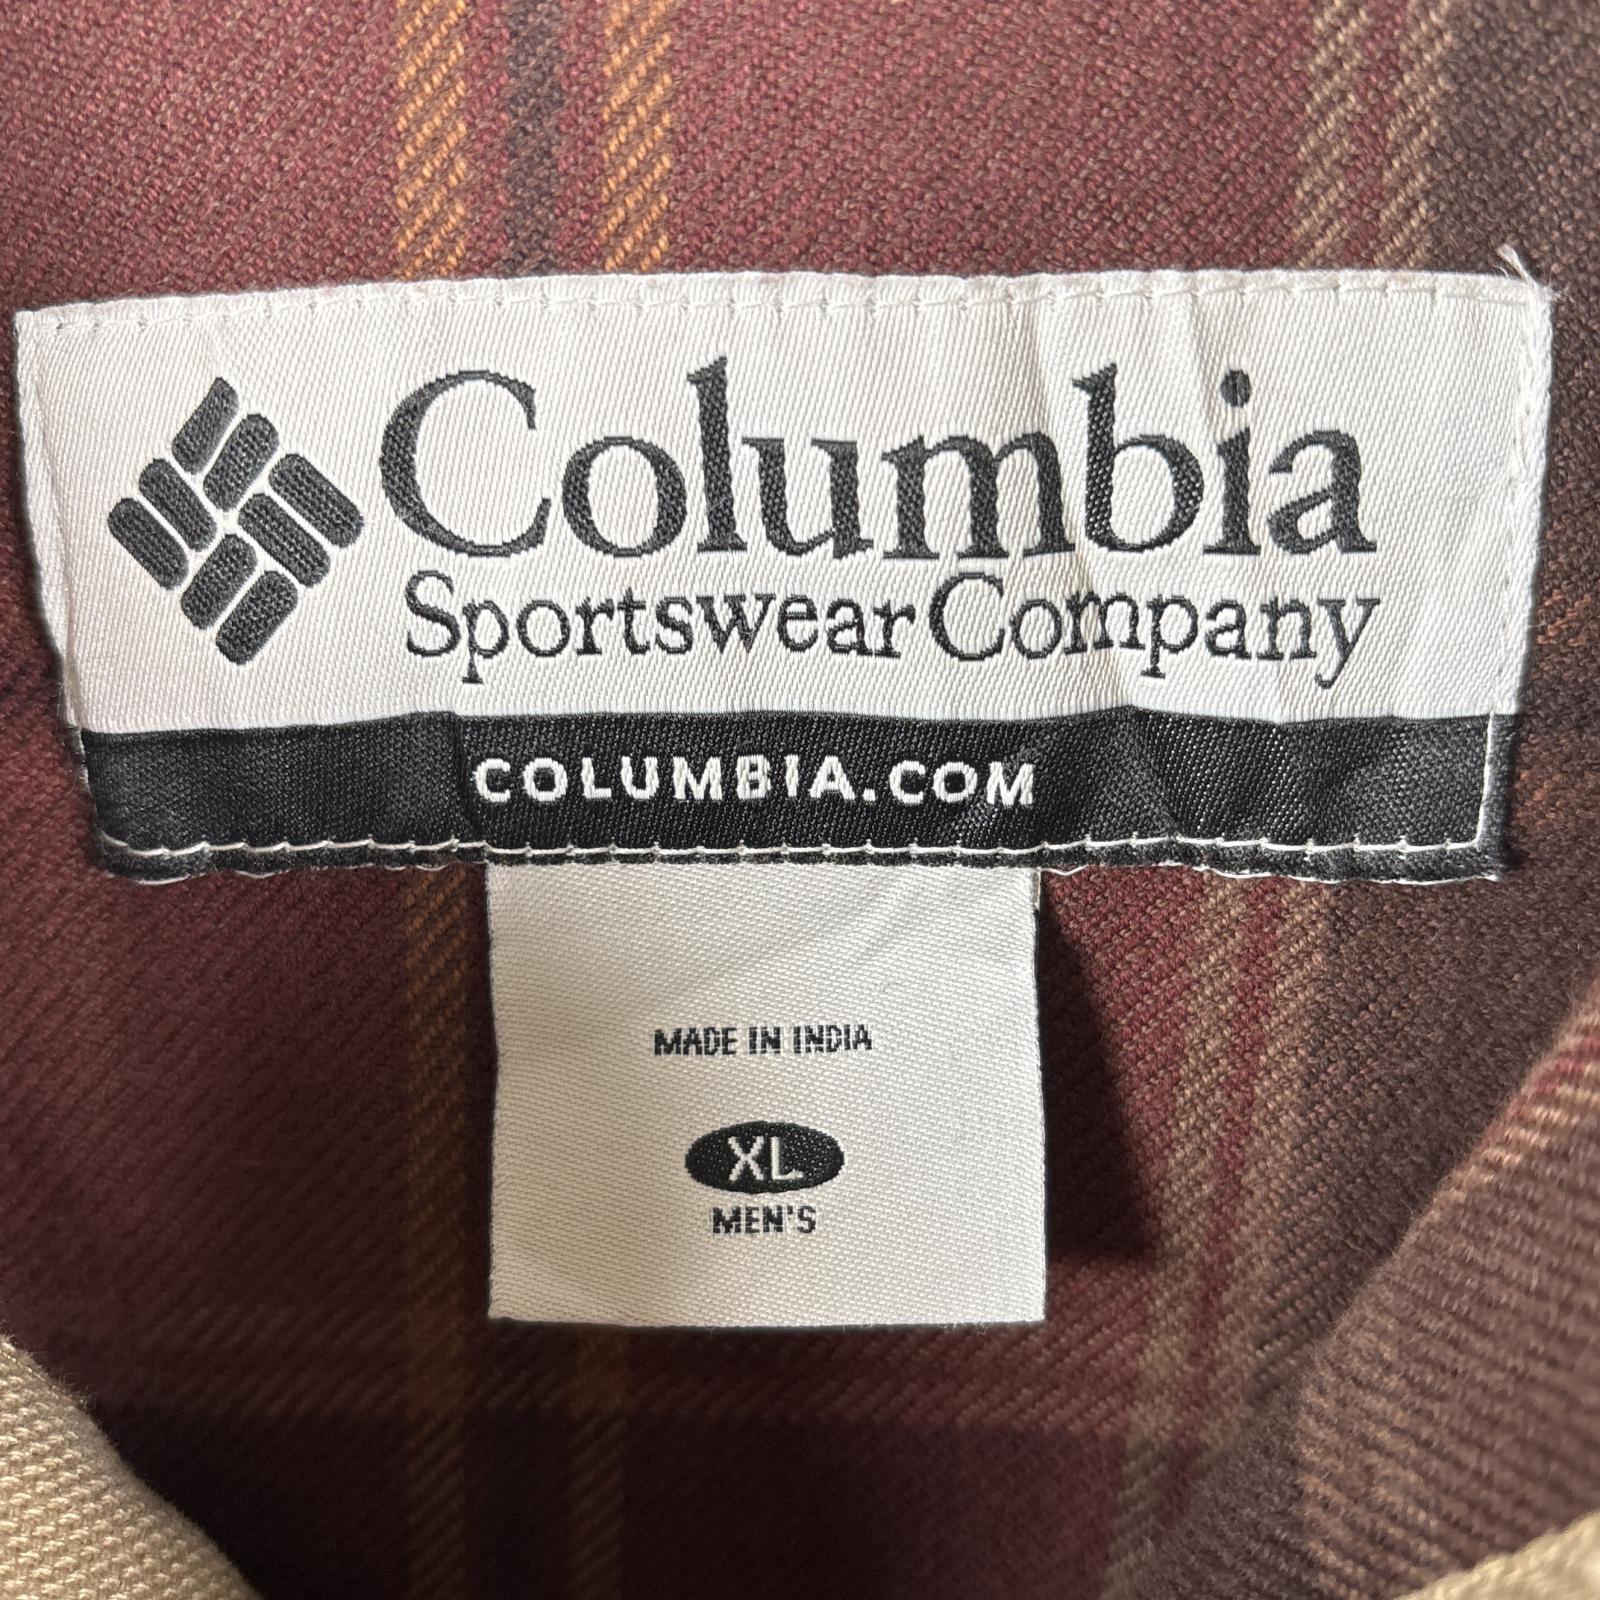 Columbia
Sportswear Company
COLUMBIA.COM
MADE IN INDIA
XL
MEN'S